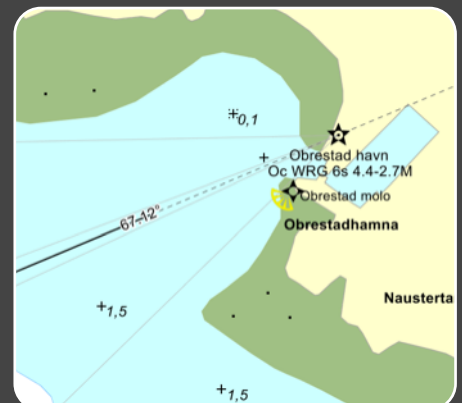 0,1
Obrestad havn
Oc WRG 6s 4.4-2.7M
Obrestad molo
67-12°
Obrestadhamna
Nausterta
1,5
1,5